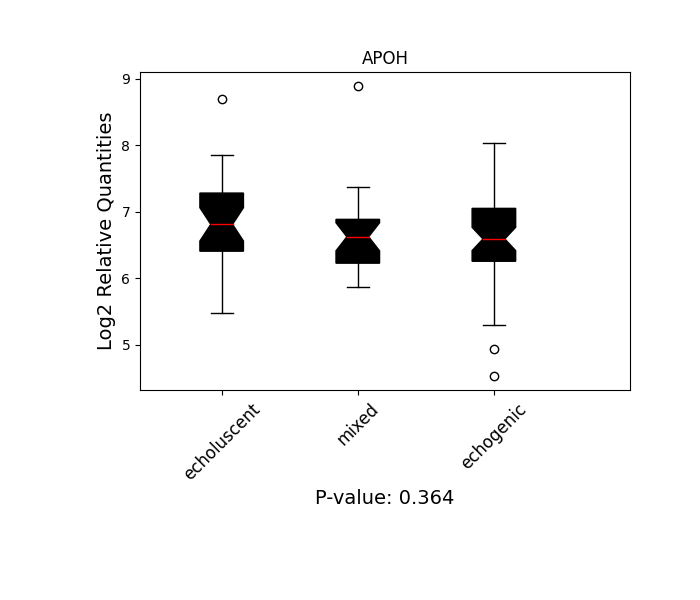 APOH
Log2 Relative Quantities
9
8
7
6
5
echoluscent
mixed
echogenic
P-value: 0.364